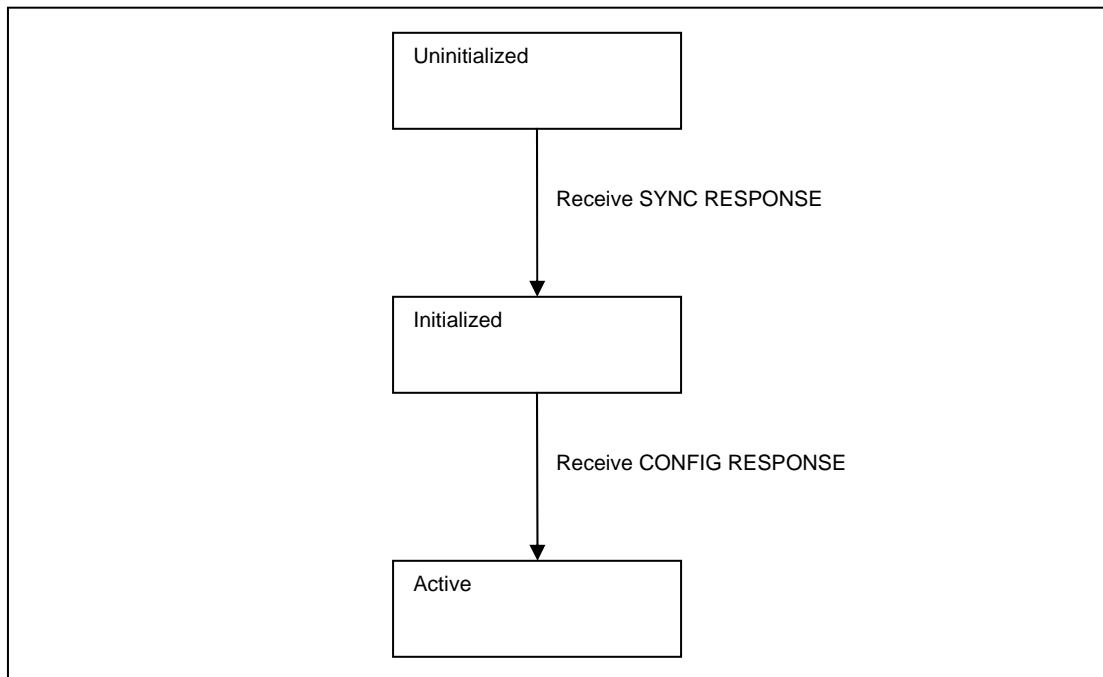 Uninitialized
Receive SYNC RESPONSE
Initialized
Receive CONFIG RESPONSE
Active